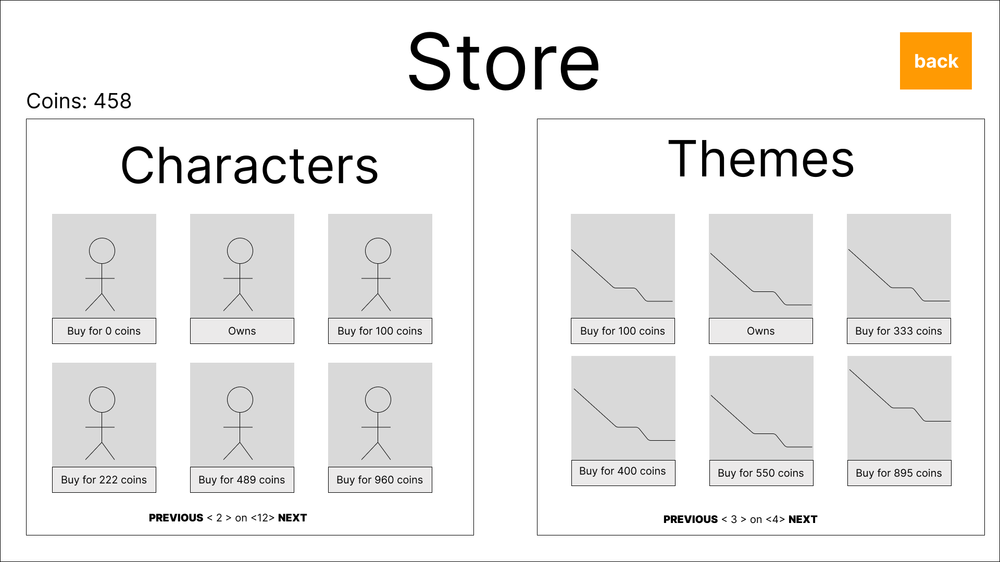 Store
back
Coins: 458
Characters
Buy for 0 coins
Owns
Buy for 100 coins
Buy for 222 coins
Buy for 489 coins
Buy for 960 coins
PREVIOUS < 2 > on <12> NEXT
Themes
Buy for 100 coins
Owns
Buy for 333 coins
Buy for 400 coins
Buy for 550 coins
Buy for 895 coins
PREVIOUS < 3 > on <4> NEXT